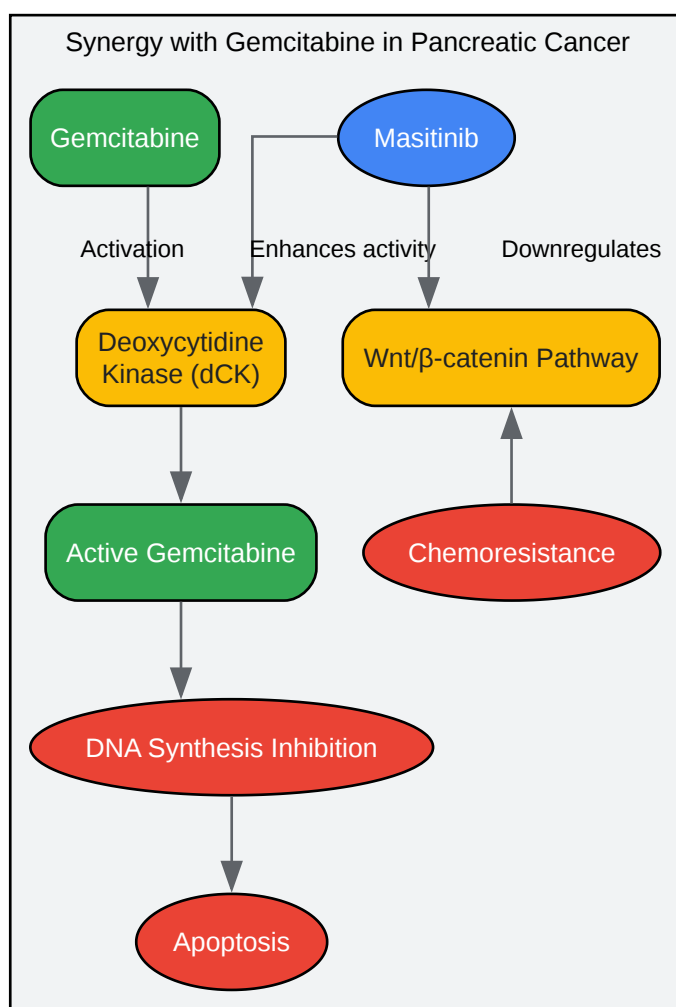 Synergy with Gemcitabine in Pancreatic Cancer
Gemcitabine
Masitinib
Activation
Enhances activity
Downregulates
Deoxycytidine
Kinase (dCK)
Wnt/β-catenin Pathway
Active Gemcitabine
Chemoresistance
DNA Synthesis Inhibition
Apoptosis